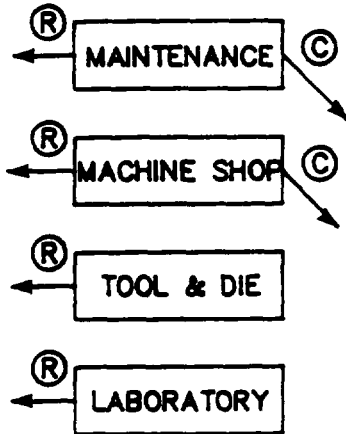 Ⓡ
MAINTENANCE Ⓒ
Ⓡ
MACHINE SHOP Ⓒ
Ⓡ
TOOL & DIE
Ⓡ
LABORATORY